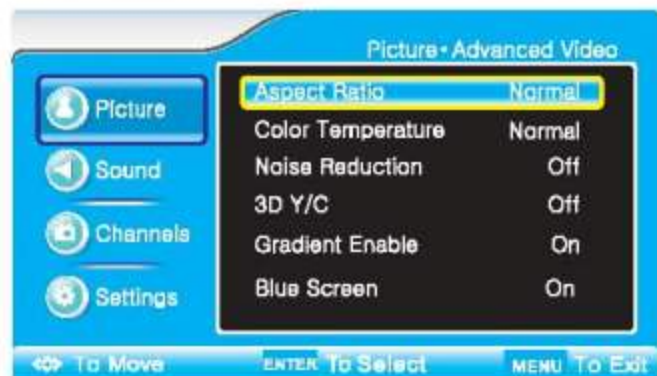 Picture•Advanced Video
Picture
Sound
Channels
Settings
Aspect Ratio Normal
Color Temperature Normal
Noise Reduction Off
3D Y/C Off
Gradient Enable On
Blue Screen On
To Move ENTER To Select MENU To Exit